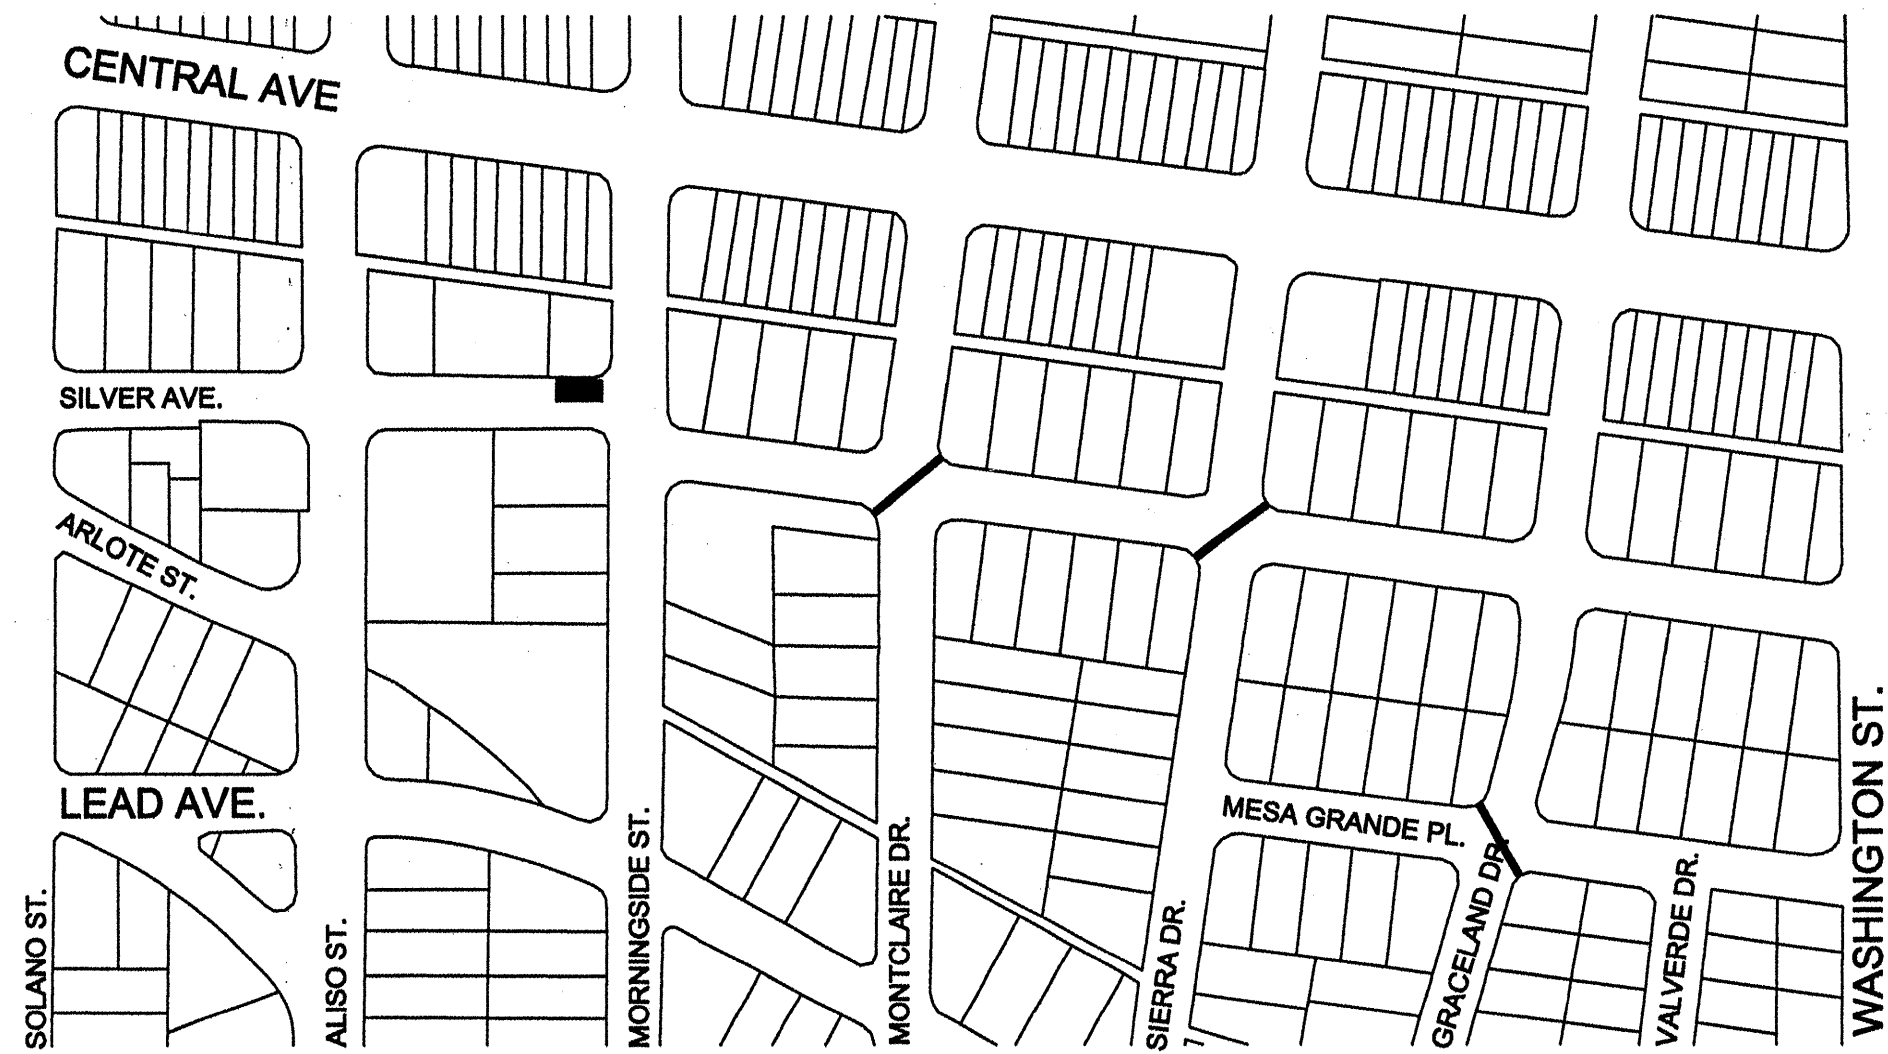 CENTRAL AVE
SILVER AVE.
ARLOTE ST.
LEAD AVE.
MESA GRANDE PL.
SOLANO ST.
ALISO ST.
MORNINGSIDE ST.
MONTCLAIRE DR.
SIERRA DR.
GRACELAND DR.
VALVERDE DR.
WASHINGTON ST.